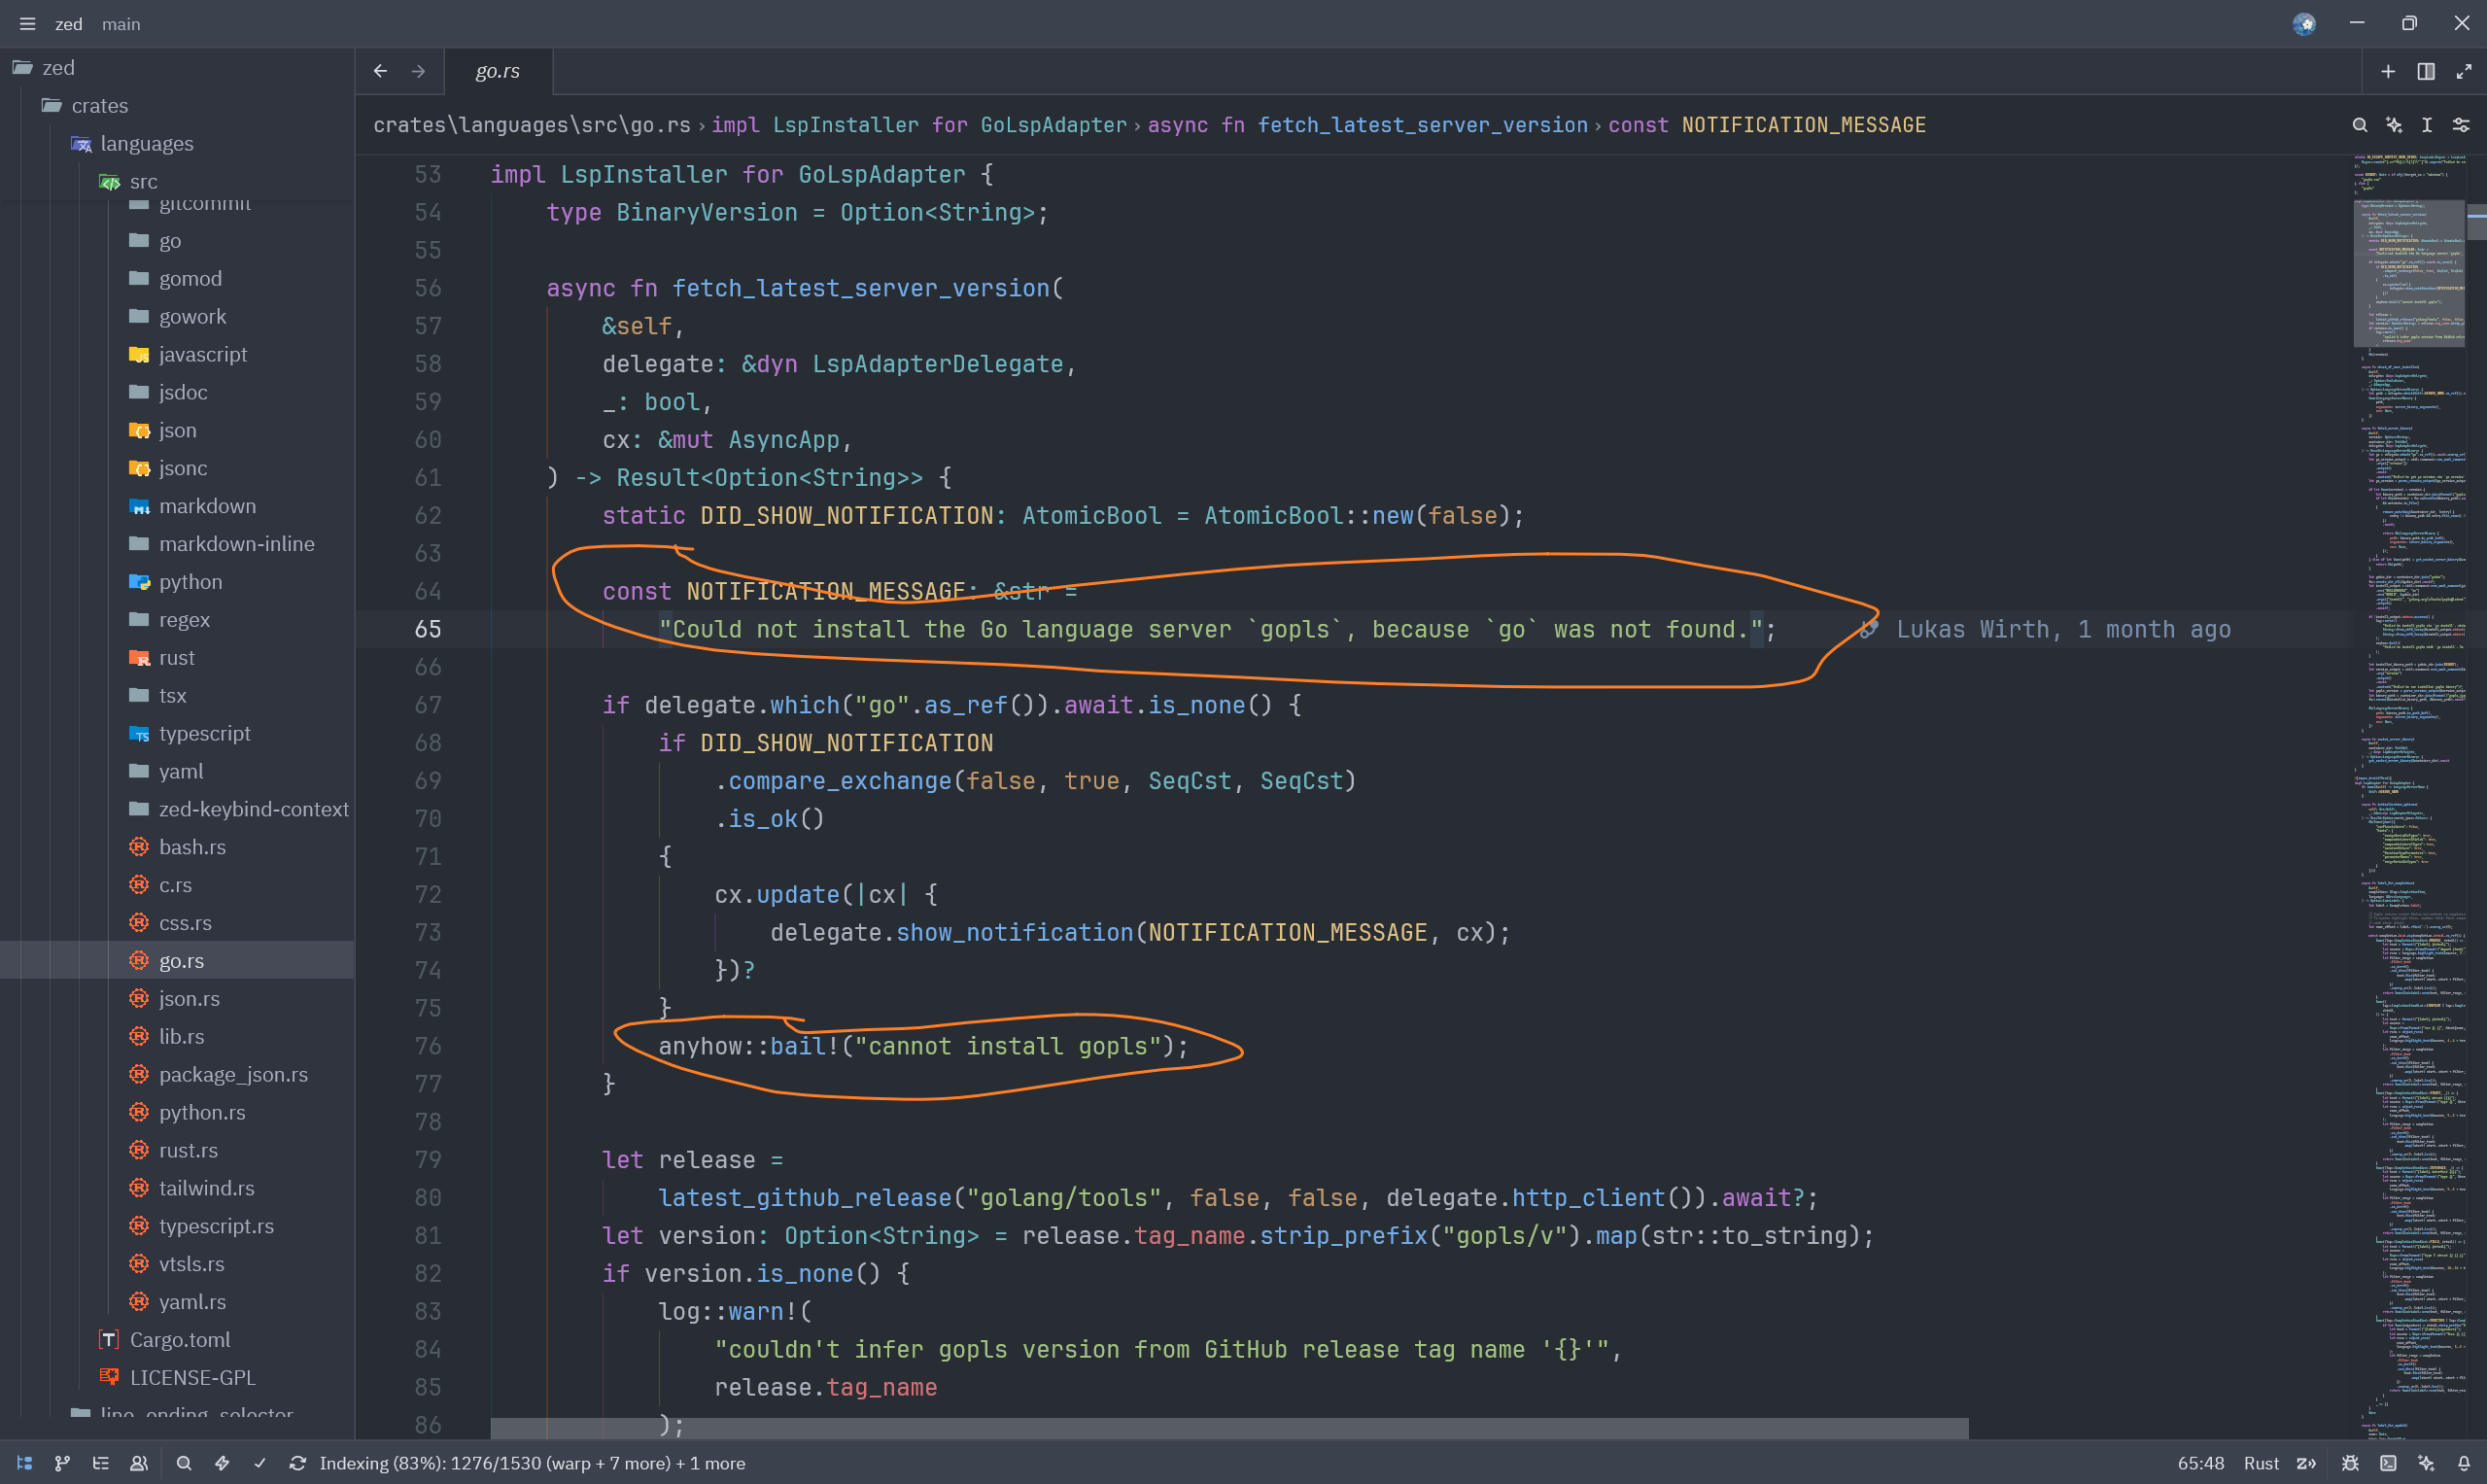 zed main
zed
crates
languages
src
gitcommit
go
gomod
gowork
javascript
jsdoc
json
jsonc
markdown
markdown-inline
python
regex
rust
tsx
typescript
yaml
zed-keybind-context
bash.rs
c.rs
css.rs
go.rs
json.rs
lib.rs
package_json.rs
python.rs
rust.rs
tailwind.rs
typescript.rs
vtsls.rs
yaml.rs
Cargo.toml
LICENSE-GPL
line_ending_selector
go.rs
crates\languages\src\go.rs › impl LspInstaller for GoLspAdapter › async fn fetch_latest_server_version › const NOTIFICATION_MESSAGE
53 impl LspInstaller for GoLspAdapter {
54 type BinaryVersion = Option<String>;
55
56 async fn fetch_latest_server_version(
57 &self,
58 delegate: &dyn LspAdapterDelegate,
59 _: bool,
60 cx: &mut AsyncApp,
61 ) -> Result<Option<String>> {
62 static DID_SHOW_NOTIFICATION: AtomicBool = AtomicBool::new(false);
63
64 const NOTIFICATION_MESSAGE: &str =
65 "Could not install the Go language server `gopls`, because `go` was not found."; Lukas Wirth, 1 month ago
66
67 if delegate.which("go".as_ref()).await.is_none() {
68 if DID_SHOW_NOTIFICATION
69 .compare_exchange(false, true, SeqCst, SeqCst)
70 .is_ok()
71 {
72 cx.update(|cx| {
73 delegate.show_notification(NOTIFICATION_MESSAGE, cx);
74 })?
75 }
76 anyhow::bail!("cannot install gopls");
77 }
78
79 let release =
80 latest_github_release("golang/tools", false, false, delegate.http_client()).await?;
81 let version: Option<String> = release.tag_name.strip_prefix("gopls/v").map(str::to_string);
82 if version.is_none() {
83 log::warn!(
84 "couldn't infer gopls version from GitHub release tag name '{}'",
85 release.tag_name
86 );
Indexing (83%): 1276/1530 (warp + 7 more) + 1 more
65:48 Rust